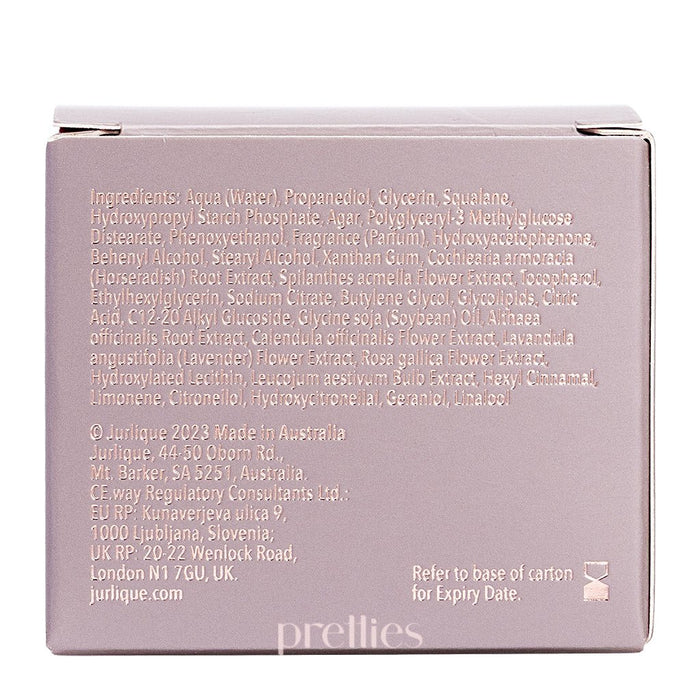 Ingredients: Aqua (Water), Propanediol, Glycerin, Squalane,
Hydroxypropyl Starch Phosphate, Agar, Polyglyceryl-3 Methylglucose
Distearate, Phenoxyethanol, Fragrance (Parfum), Hydroxyacetophenone,
Behenyl Alcohol, Stearyl Alcohol, Xanthan Gum, Cochlearia armoracia
(Horseradish) Root Extract, Spilanthes acmella Flower Extract, Tocopherol,
Ethylhexylglycerin, Sodium Citrate, Butylene Glycol, Glycolipids, Citric
Acid, C12-20 Alkyl Glucoside, Glycine soja (Soybean) Oil, Althaea
officinalis Root Extract, Calendula officinalis Flower Extract, Lavandula
angustifolia (Lavender) Flower Extract, Rosa gallica Flower Extract,
Hydroxylated Lecithin, Leucojum aestivum Bulb Extract, Hexyl Cinnamal,
Limonene, Citronellol, Hydroxycitronellal, Geraniol, Linalool
© Jurlique 2023 Made in Australia
Jurlique, 44-50 Oborn Rd.,
Mt. Barker, SA 5251, Australia.
CE.way Regulatory Consultants Ltd.:
EU RP: Kunaverjeva ulica 9,
1000 Ljubljana, Slovenia;
UK RP: 20-22 Wenlock Road,
London N1 7GU, UK.
jurlique.com
Refer to base of carton
for Expiry Date.
pretties